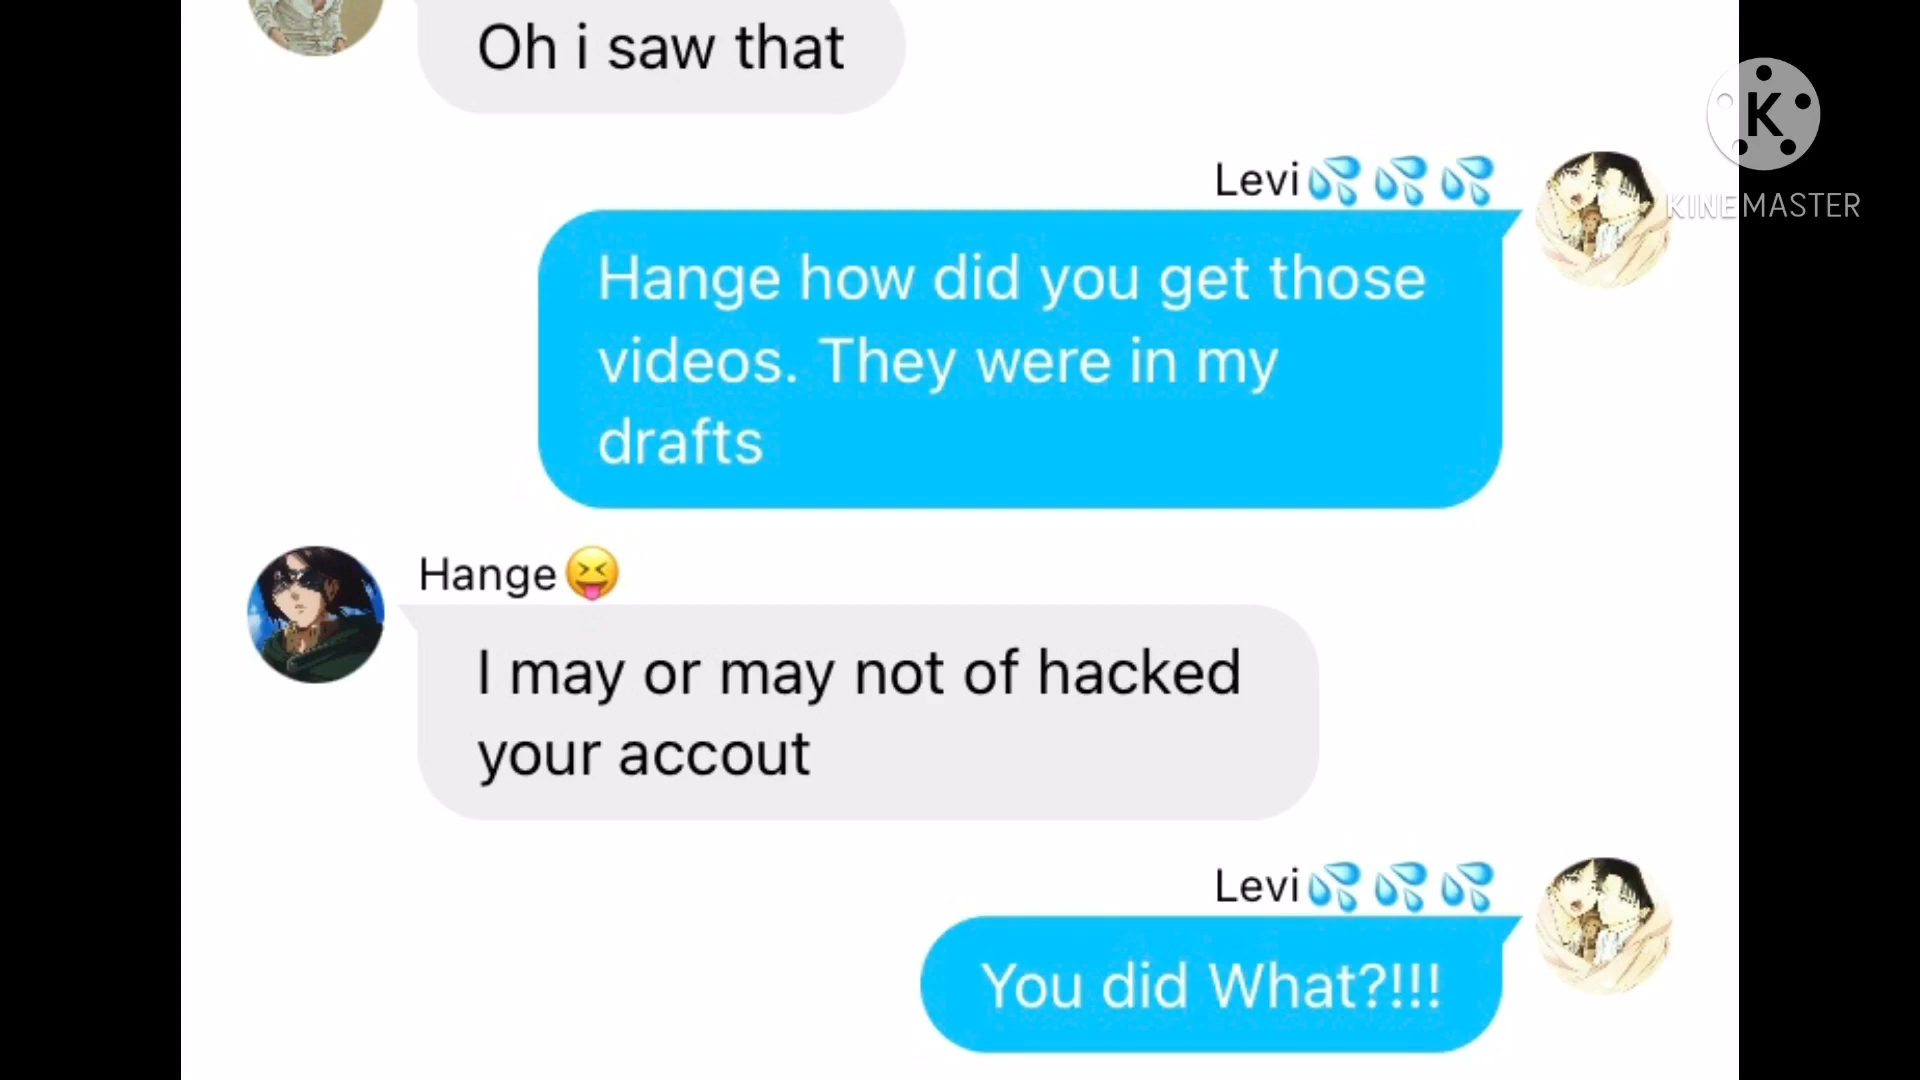 Oh i saw that
K
KINEMASTER
Levi💦💦💦
Hange how did you get those
videos. They were in my
drafts
Hange😝
I may or may not of hacked
your accout
Levi💦💦💦
You did What?!!!